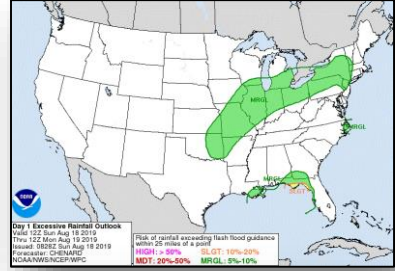 MRGL
MRGL
MRGL
SLGT
noaa
Day 1 Excessive Rainfall Outlook
Valid 12Z Sun Aug 18 2019
Thru 12Z Mon Aug 19 2019
Issued: 0828Z Sun Aug 18 2019
Forecaster: CHENARD
NOAA/NWS/NCEP/WPC
Risk of rainfall exceeding flash flood guidance
within 25 miles of a point
HIGH: > 50% SLGT: 10%-20%
MDT: 20%-50% MRGL: 5%-10%